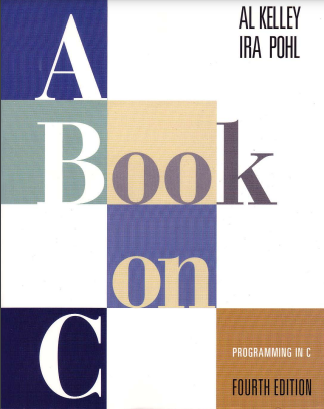 AL KELLEY
IRA POHL
A
Book
on
C
PROGRAMMING IN C
FOURTH EDITION